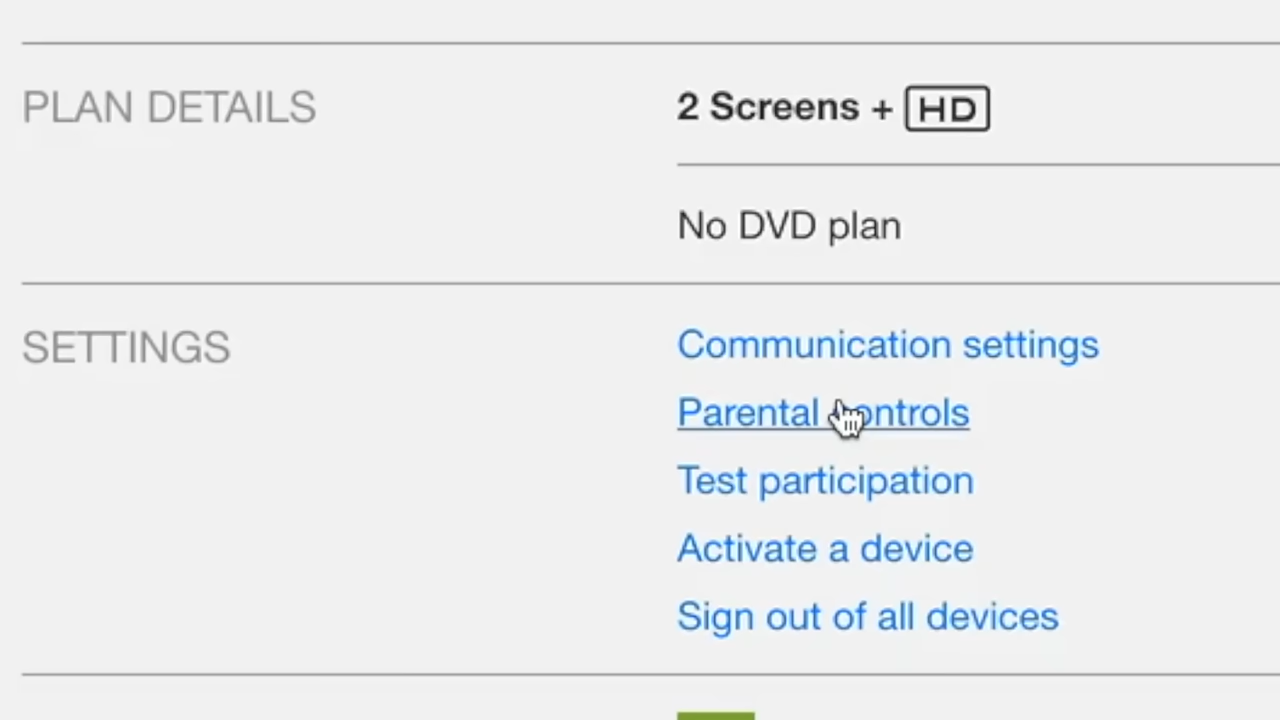 PLAN DETAILS
2 Screens + HD
No DVD plan
SETTINGS
Communication settings
Parental controls
Test participation
Activate a device
Sign out of all devices